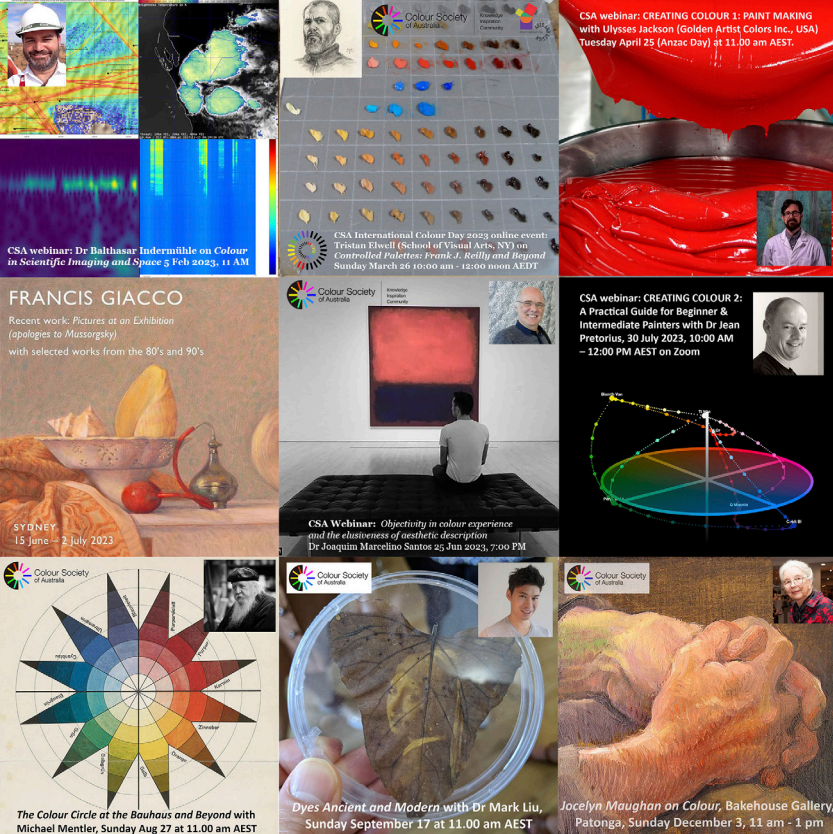 CSA webinar: Dr Balthasar Indermühle on Colour
in Scientific Imaging and Space 5 Feb 2023, 11 AM
Colour Society
of Australia
Knowledge
Inspiration
Community
CSA International Colour Day 2023 online event:
Tristan Elwell (School of Visual Arts, NY) on
Controlled Palettes: Frank J. Reilly and Beyond
Sunday March 26 10:00 am - 12:00 noon AEDT
CSA webinar: CREATING COLOUR 1: PAINT MAKING
with Ulysses Jackson (Golden Artist Colors Inc., USA)
Tuesday April 25 (Anzac Day) at 11.00 am AEST.
FRANCIS GIACCO
Recent work: Pictures at an Exhibition
(apologies to Mussorgsky)
with selected works from the 80's and 90's
SYDNEY
15 June – 2 July 2023
Colour Society
of Australia
Knowledge
Inspiration
Community
CSA Webinar: Objectivity in colour experience
and the elusiveness of aesthetic description
Dr Joaquim Marcelino Santos 25 Jun 2023, 7:00 PM
CSA webinar: CREATING COLOUR 2:
A Practical Guide for Beginner &
Intermediate Painters with Dr Jean
Pretorius, 30 July 2023, 10:00 AM
– 12:00 PM AEST on Zoom
Colour Society
of Australia
Purpur
Karmin
Zinnober
Orange
The Colour Circle at the Bauhaus and Beyond with
Michael Mentler, Sunday Aug 27 at 11.00 am AEST
Colour Society
of Australia
Dyes Ancient and Modern with Dr Mark Liu,
Sunday September 17 at 11.00 am AEST
Colour Society
of Australia
Jocelyn Maughan on Colour, Bakehouse Gallery,
Patonga, Sunday December 3, 11 am - 1 pm